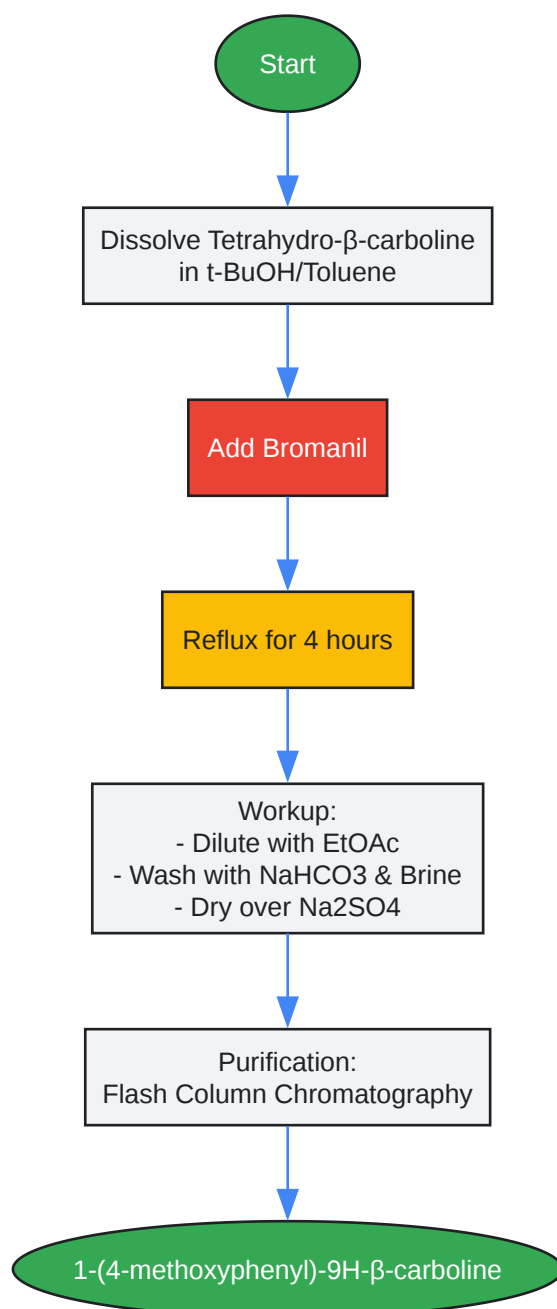 Start
Dissolve Tetrahydro-β-carboline
in t-BuOH/Toluene
Add Bromanil
Reflux for 4 hours
Workup:
- Dilute with EtOAc
- Wash with NaHCO3 & Brine
- Dry over Na2SO4
Purification:
Flash Column Chromatography
1-(4-methoxyphenyl)-9H-β-carboline